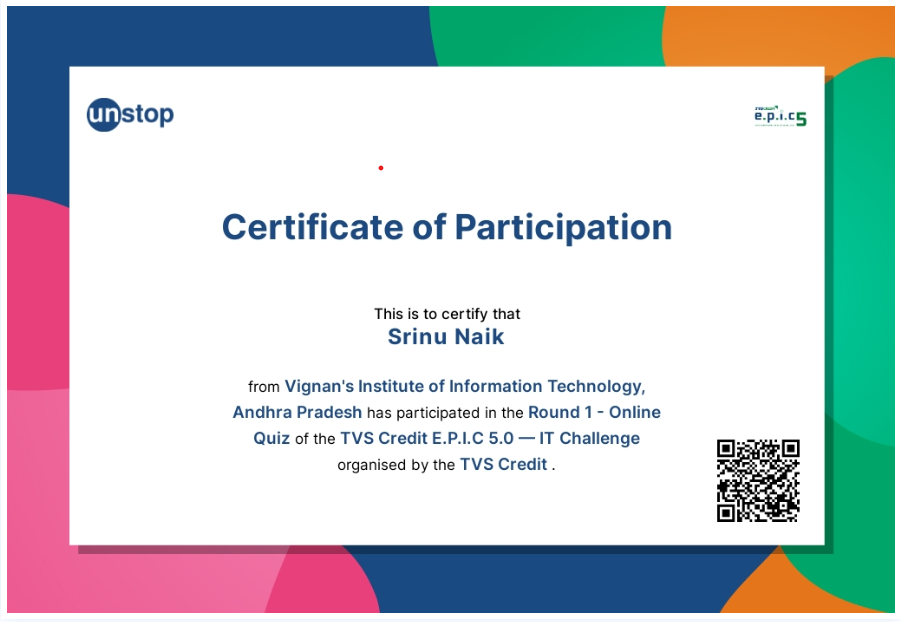 unstop
e.p.i.c 5
Certificate of Participation
This is to certify that
Srinu Naik
from Vignan's Institute of Information Technology,
Andhra Pradesh has participated in the Round 1 - Online
Quiz of the TVS Credit E.P.I.C 5.0 — IT Challenge
organised by the TVS Credit .